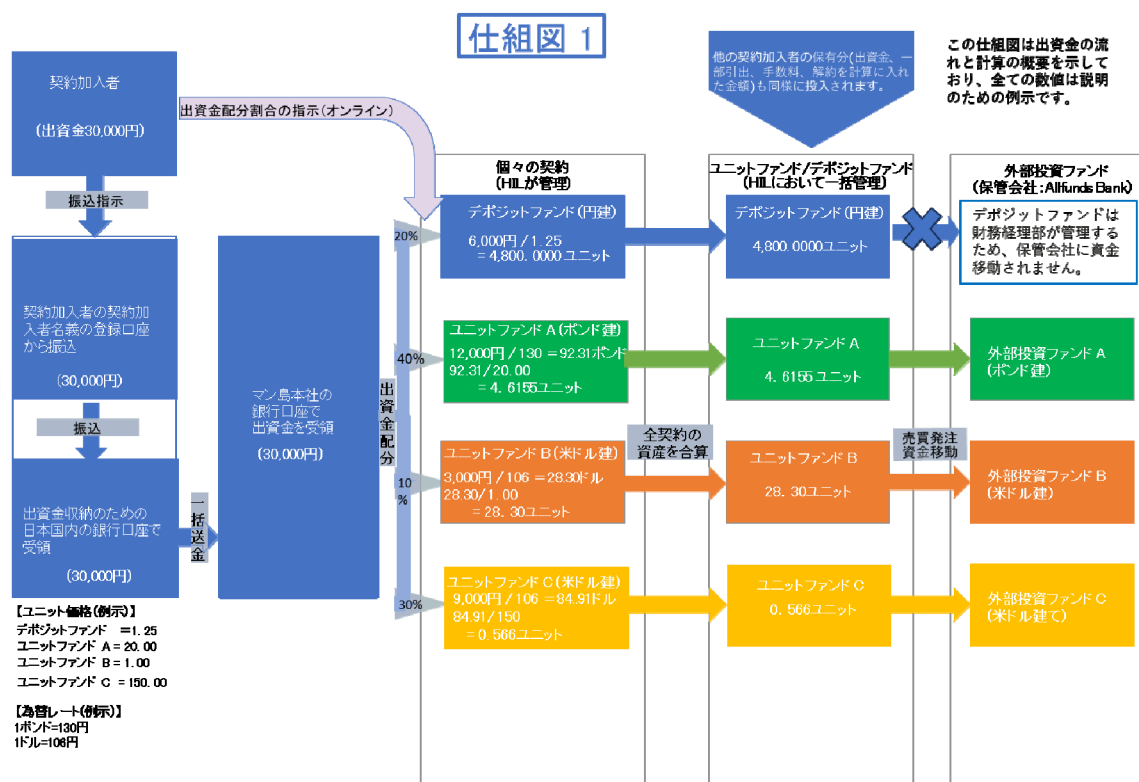 仕組図 1
この仕組図は出資金の流
れと計算の概要を示して
おり、全ての数値は説明
のための例示です。
他の契約加入者の保有分(出資金、一
部引出、手数料、解約を計算に入れ
た金額)も同様に投入されます。
契約加入者
(出資金30,000円)
出資金配分割合の指示(オンライン)
振込指示
契約加入者の契約加
入者名義の登録口座
から振込
(30,000円)
振込
出資金収納のための
日本国内の銀行口座で
受領
(30,000円)
一括送金
マン島本社の
銀行口座で
出資金を受領
(30,000円)
出資金配分
20%
40%
10
%
30%
個々の契約
(HILが管理)
デポジットファンド(円建)
6,000円/1.25
=4,800.0000ユニット
ユニットファンド A(ポンド建)
12,000円/130 =92.31ポンド
92.31/20.00
=4.6155ユニット
ユニットファンド B(米ドル建)
3,000円/106 =28.30ドル
28.30/1.00
=28.30ユニット
ユニットファンド C(米ドル建)
9,000円/106 =84.91ドル
84.91/150
=0.566ユニット
全契約の
資産を合算
ユニットファンド/デポジットファンド
(HILにおいて一括管理)
デポジットファンド(円建)
4,800.0000ユニット
ユニットファンド A
4.6155ユニット
ユニットファンド B
28.30ユニット
ユニットファンド C
0.566ユニット
売買発注
資金移動
外部投資ファンド
(保管会社:Allfunds Bank)
デポジットファンドは
財務経理部が管理する
ため、保管会社に資金
移動されません。
外部投資ファンド A
(ポンド建)
外部投資ファンド B
(米ドル建)
外部投資ファンド C
(米ドル建て)
【ユニット価格(例示)】
デポジットファンド =1.25
ユニットファンド A=20.00
ユニットファンド B=1.00
ユニットファンド C =150.00
【為替レート(例示)】
1ポンド=130円
1ドル=106円